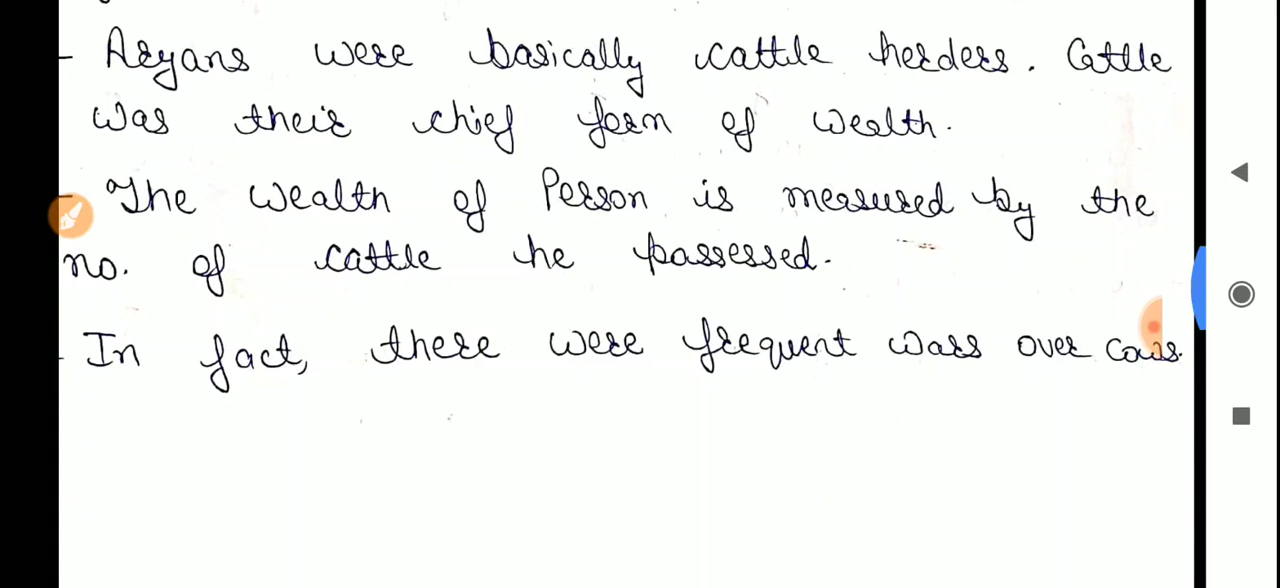 - Aryans were basically cattle herders. Cattle
was their chief form of wealth.
- The wealth of Person is measured by the
no. of cattle he possessed.
- In fact, there were frequent wars over cows.